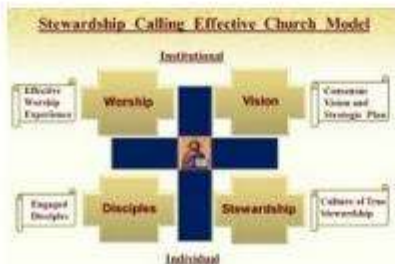 Stewardship Calling Effective Church Model
Institutional
Effective
Worship
Experience
Worship
Vision
Consensus
Vision and
Strategic Plan
Engaged
Disciples
Disciples
Stewardship
Culture of True
Stewardship
Individual